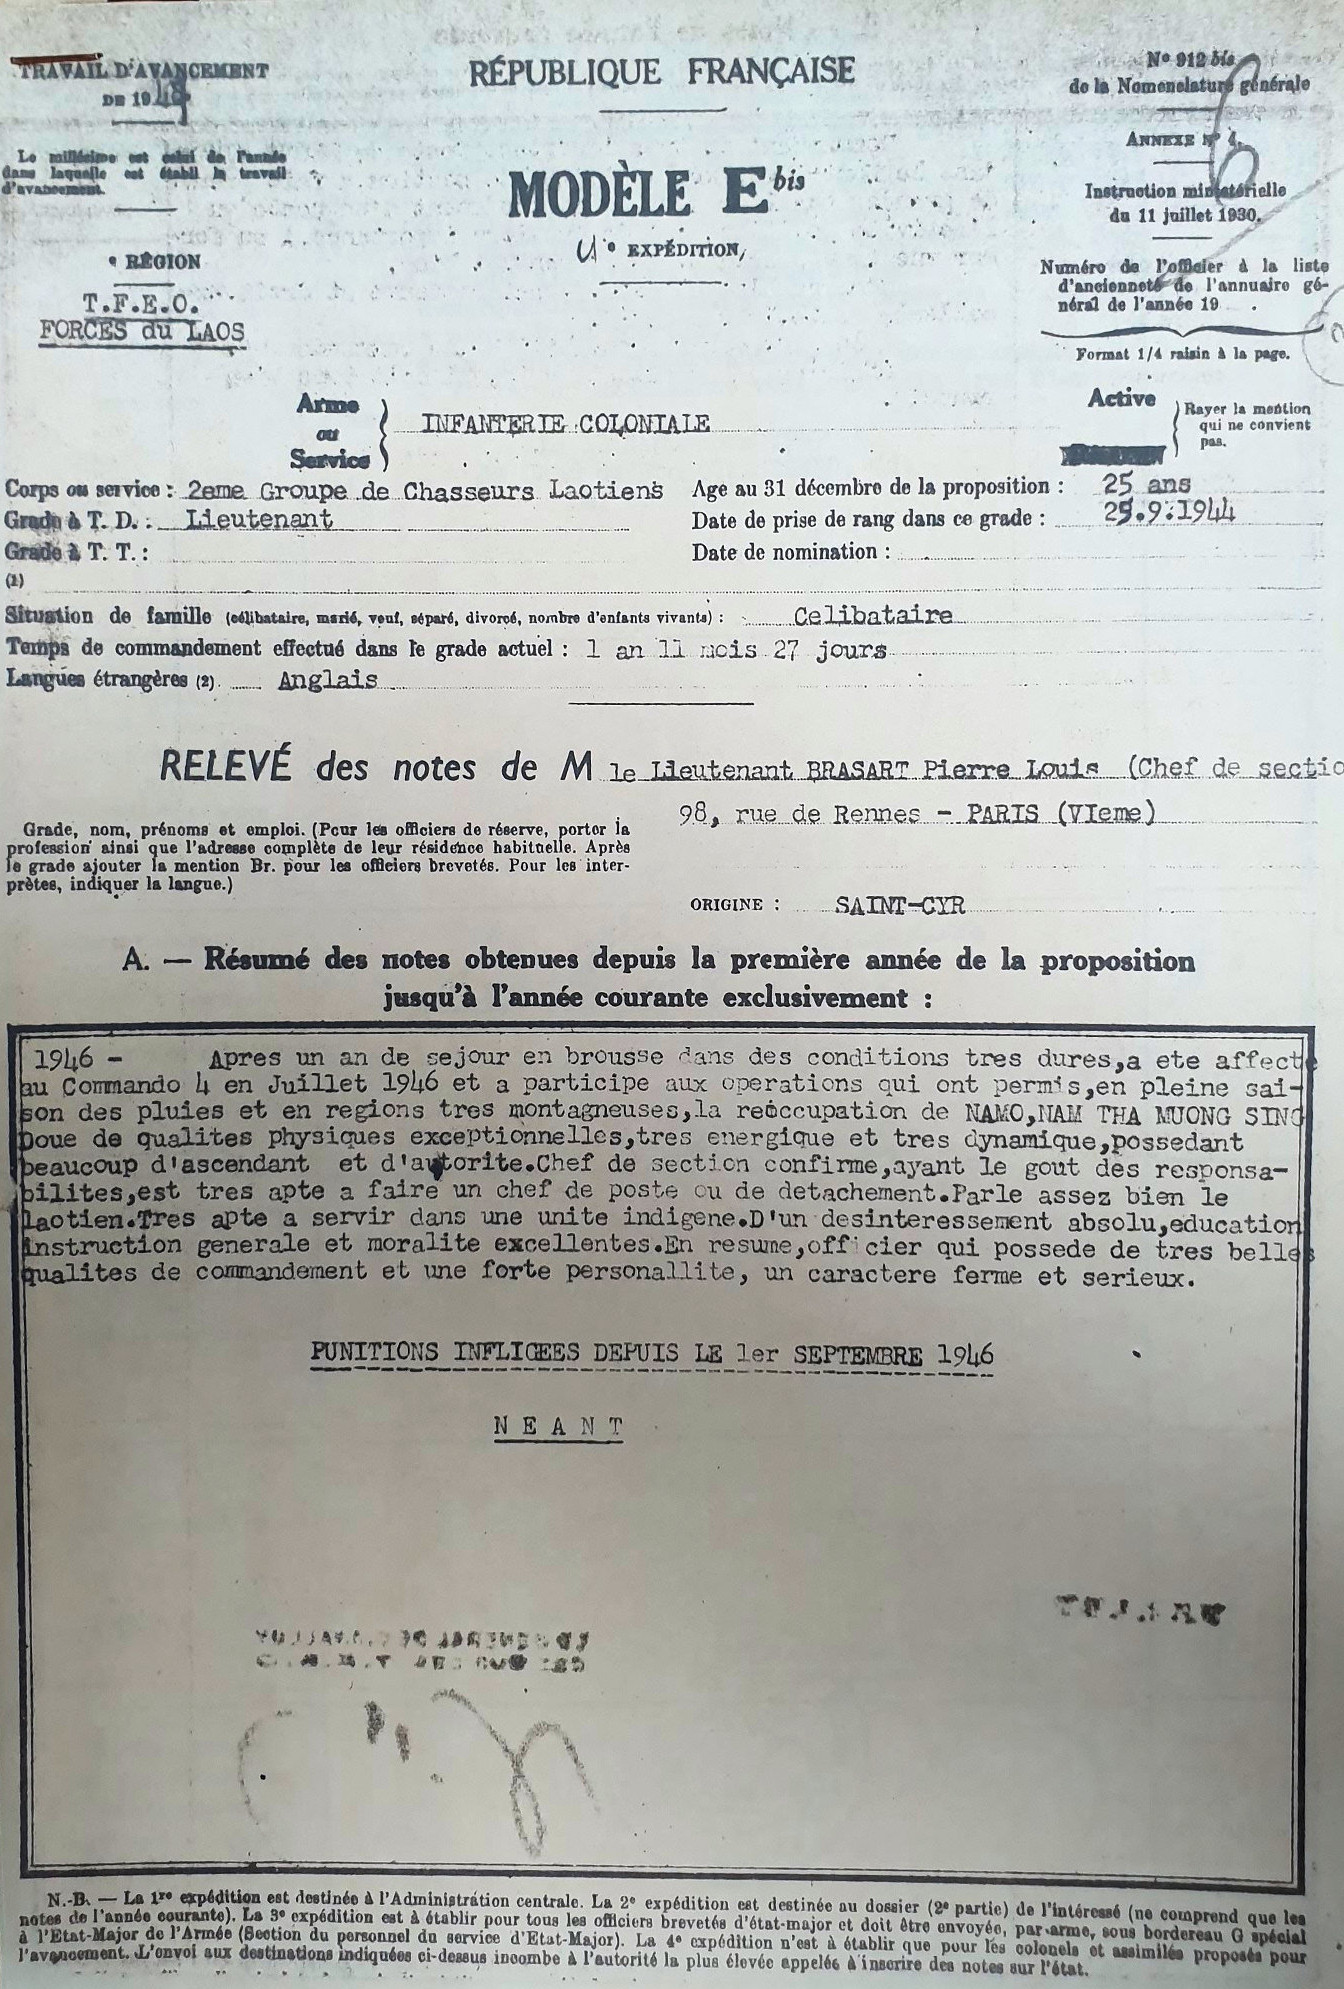 TRAVAIL D'AVANCEMENT
DE 1948
Le millésime est celui de l'année
dans laquelle est établi le travail
d'avancement.
e RÉGION
T.F.E.O.
FORCES du LAOS
RÉPUBLIQUE FRANÇAISE
MODÈLE E bis
e EXPÉDITION
N° 912 bis
de la Nomenclature générale
ANNEXE N° 4.
Instruction ministérielle
du 11 juillet 1930.
Numéro de l'officier à la liste
d'ancienneté de l'annuaire gé-
néral de l'année 19 .
Format 1/4 raisin à la page.
Arme
ou
Service
INFANTERIE COLONIALE
Active
Rayer la mention
qui ne convient
pas.
Corps ou service : 2eme Groupe de Chasseurs Laotiens
Grade à T. D. : Lieutenant
Grade à T. T. :
Age au 31 décembre de la proposition : 25 ans
Date de prise de rang dans ce grade : 25.9.1944
Date de nomination :
(1)
Situation de famille (célibataire, marié, veuf, séparé, divorcé, nombre d'enfants vivants) : Celibataire
Temps de commandement effectué dans le grade actuel : 1 an 11 mois 27 jours
Langues étrangères (2). Anglais
RELEVÉ des notes de M le Lieutenant BRASART Pierre Louis (Chef de sectio
98, rue de Rennes - PARIS (VIeme)
Grade, nom, prénoms et emploi. (Pour les officiers de réserve, porter la
profession ainsi que l'adresse complète de leur résidence habituelle. Après
le grade ajouter la mention Br. pour les officiers brevetés. Pour les inter-
prètes, indiquer la langue.)
ORIGINE : SAINT-CYR
A. — Résumé des notes obtenues depuis la première année de la proposition
jusqu'à l'année courante exclusivement :
1946 - Apres un an de sejour en brousse dans des conditions tres dures,a ete affecte
au Commando 4 en Juillet 1946 et a participe aux operations qui ont permis,en pleine sai-
son des pluies et en regions tres montagneuses,la reoccupation de NAMO,NAM THA MUONG SING
Doue de qualites physiques exceptionnelles,tres energique et tres dynamique,possedant
beaucoup d'ascendant et d'autorite.Chef de section confirme,ayant le gout des responsa-
bilites,est tres apte a faire un chef de poste ou de detachement.Parle assez bien le
laotien.Tres apte a servir dans une unite indigene.D'un desinteressement absolu,education
instruction generale et moralite excellentes.En resume,officier qui possede de tres belles
qualites de commandement et une forte personallite, un caractere ferme et serieux.
PUNITIONS INFLIGEES DEPUIS LE 1er SEPTEMBRE 1946
N E A N T
N.-B. — La 1re expédition est destinée à l'Administration centrale. La 2e expédition est destinée au dossier (2e partie) de l'intéressé (ne comprend que les
notes de l'année courante). La 3e expédition est à établir pour tous les officiers brevetés d'état-major et doit être envoyée, par arme, sous bordereau G spécial
à l'Etat-Major de l'Armée (Section du personnel du service d'Etat-Major). La 4e expédition n'est à établir que pour les colonels et assimilés proposés pour
l'avancement. L'envoi aux destinations indiquées ci-dessus incombe à l'autorité la plus élevée appelée à inscrire des notes sur l'état.